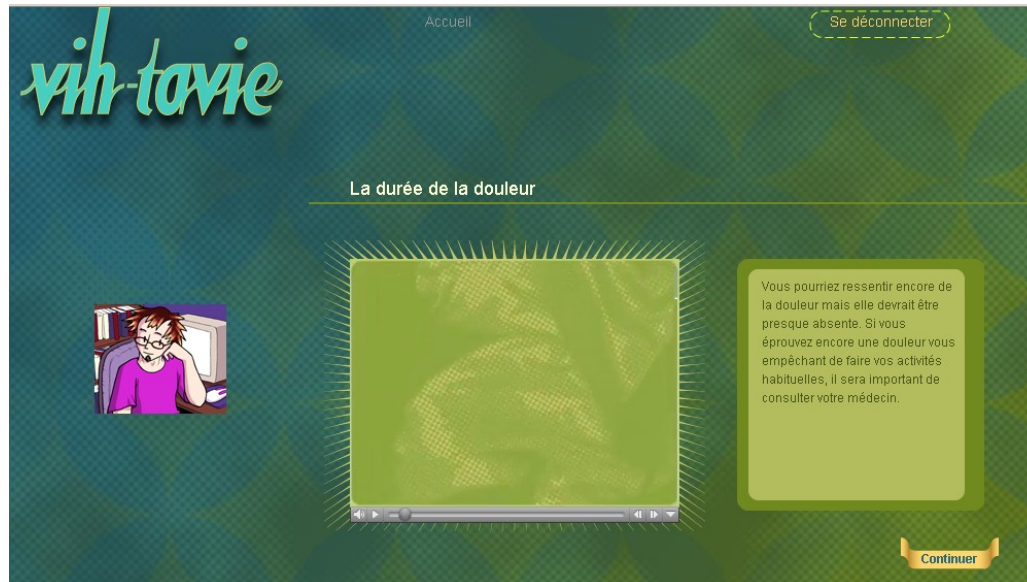 Accueil
Se déconnecter
vih-tavie
La durée de la douleur
Vous pourriez ressentir encore de
la douleur mais elle devrait être
presque absente. Si vous
éprouvez encore une douleur vous
empêchant de faire vos activités
habituelles, il sera important de
consulter votre médecin.
Continuer